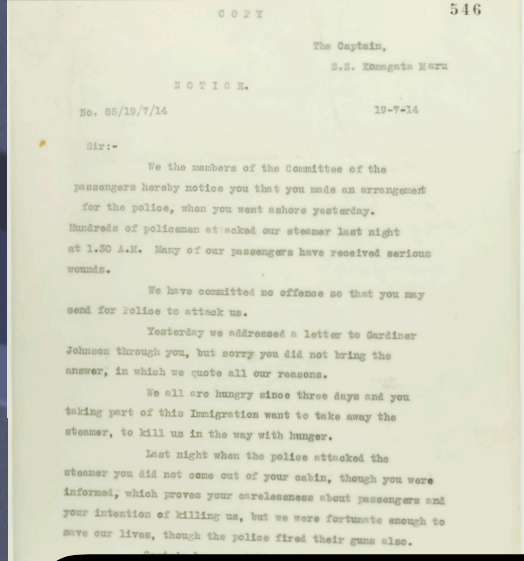 COPY
546
The Captain,
S.S. Komagata Maru
NOTICE.
No. 85/19/7/14 19-7-14
Sir:-
We the members of the Committee of the
passengers hereby notice you that you made an arrangement
for the police, when you went ashore yesterday.
Hundreds of policemen attacked our steamer last night
at 1.30 A.M. Many of our passengers have received serious
wounds.
We have committed no offence so that you may
send for Police to attack us.
Yesterday we addressed a letter to Gardiner
Johnson through you, but sorry you did not bring the
answer, in which we quote all our reasons.
We all are hungry since three days and you
taking part of this Immigration want to take away the
steamer, to kill us in the way with hunger.
Last night when the police attacked the
steamer you did not come out of your cabin, though you were
informed, which proves your carelessness about passengers and
your intention of killing us, but we were fortunate enough to
save our lives, though the police fired their guns also.